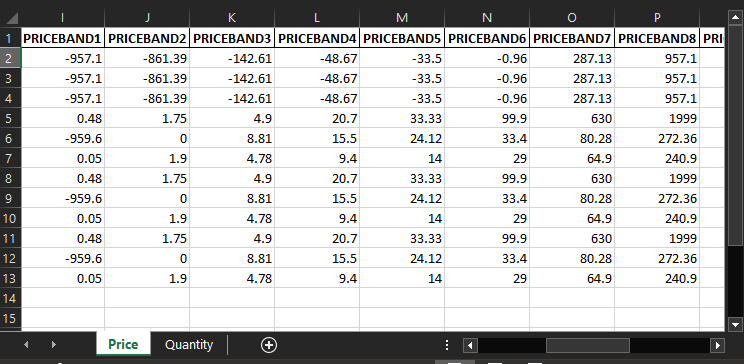 I J K L M N O P
1 PRICEBAND1 PRICEBAND2 PRICEBAND3 PRICEBAND4 PRICEBAND5 PRICEBAND6 PRICEBAND7 PRICEBAND8 PRI
2 -957.1 -861.39 -142.61 -48.67 -33.5 -0.96 287.13 957.1
3 -957.1 -861.39 -142.61 -48.67 -33.5 -0.96 287.13 957.1
4 -957.1 -861.39 -142.61 -48.67 -33.5 -0.96 287.13 957.1
5 0.48 1.75 4.9 20.7 33.33 99.9 630 1999
6 -959.6 0 8.81 15.5 24.12 33.4 80.28 272.36
7 0.05 1.9 4.78 9.4 14 29 64.9 240.9
8 0.48 1.75 4.9 20.7 33.33 99.9 630 1999
9 -959.6 0 8.81 15.5 24.12 33.4 80.28 272.36
10 0.05 1.9 4.78 9.4 14 29 64.9 240.9
11 0.48 1.75 4.9 20.7 33.33 99.9 630 1999
12 -959.6 0 8.81 15.5 24.12 33.4 80.28 272.36
13 0.05 1.9 4.78 9.4 14 29 64.9 240.9
14
15
Price Quantity